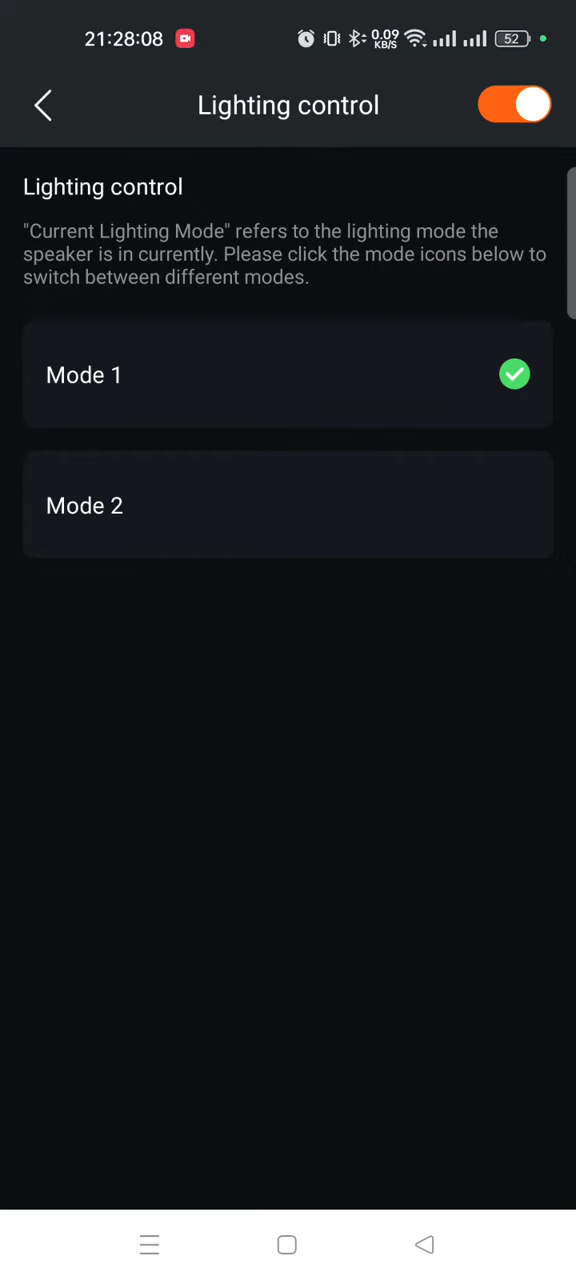 21:28:08
0.09
KB/S
52
Lighting control
Lighting control
"Current Lighting Mode" refers to the lighting mode the
speaker is in currently. Please click the mode icons below to
switch between different modes.
Mode 1
Mode 2